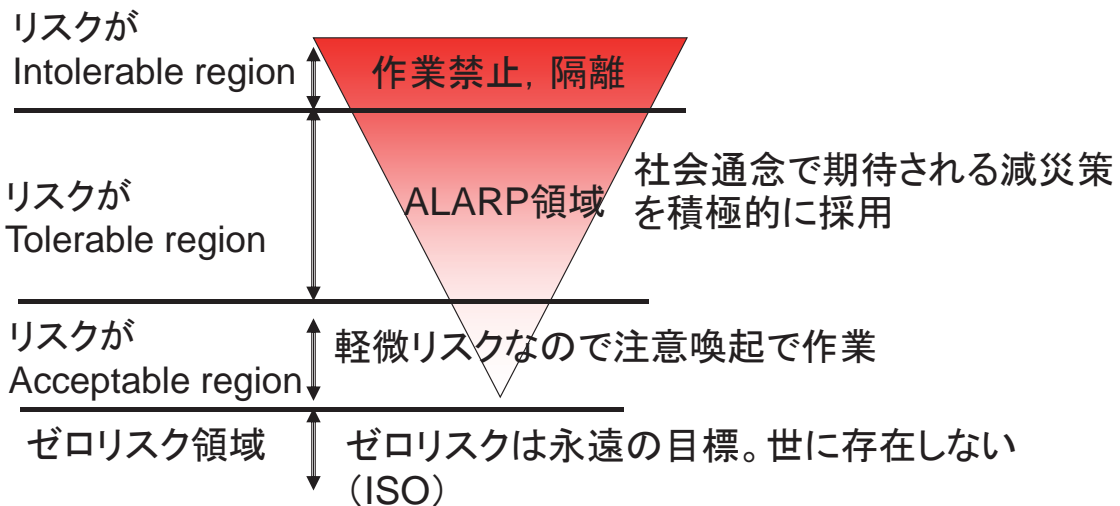 リスクが
Intolerable region
作業禁止，隔離
リスクが
Tolerable region
ALARP領域
社会通念で期待される減災策
を積極的に採用
リスクが
Acceptable region
軽微リスクなので注意喚起で作業
ゼロリスク領域
ゼロリスクは永遠の目標。世に存在しない
（ISO）